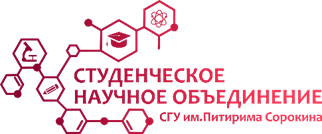 СТУДЕНЧЕСКОЕ
НАУЧНОЕ ОБЪЕДИНЕНИЕ
СГУ им.Питирима Сорокина